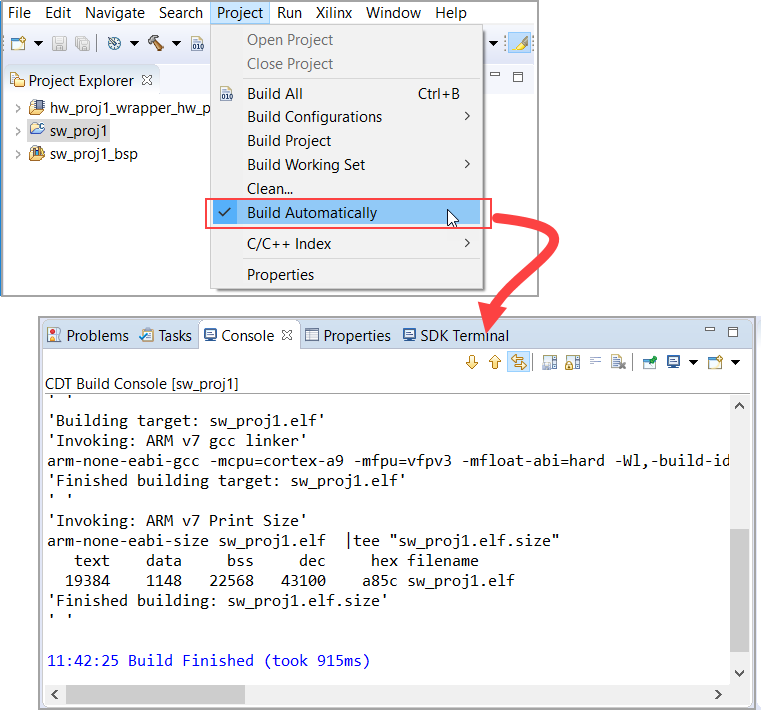 File Edit Navigate Search Project Run Xilinx Window Help
Open Project
Close Project
Project Explorer
010 Build All Ctrl+B
hw_proj1_wrapper_hw_p
Build Configurations
sw_proj1
Build Project
sw_proj1_bsp
Build Working Set
Clean...
Build Automatically
C/C++ Index
Properties
Problems Tasks Console Properties SDK Terminal
CDT Build Console [sw_proj1]
' '
'Building target: sw_proj1.elf'
'Invoking: ARM v7 gcc linker'
arm-none-eabi-gcc -mcpu=cortex-a9 -mfpu=vfpv3 -mfloat-abi=hard -Wl,-build-id
'Finished building target: sw_proj1.elf'
' '
'Invoking: ARM v7 Print Size'
arm-none-eabi-size sw_proj1.elf |tee "sw_proj1.elf.size"
text data bss dec hex filename
19384 1148 22568 43100 a85c sw_proj1.elf
'Finished building: sw_proj1.elf.size'
' '
11:42:25 Build Finished (took 915ms)